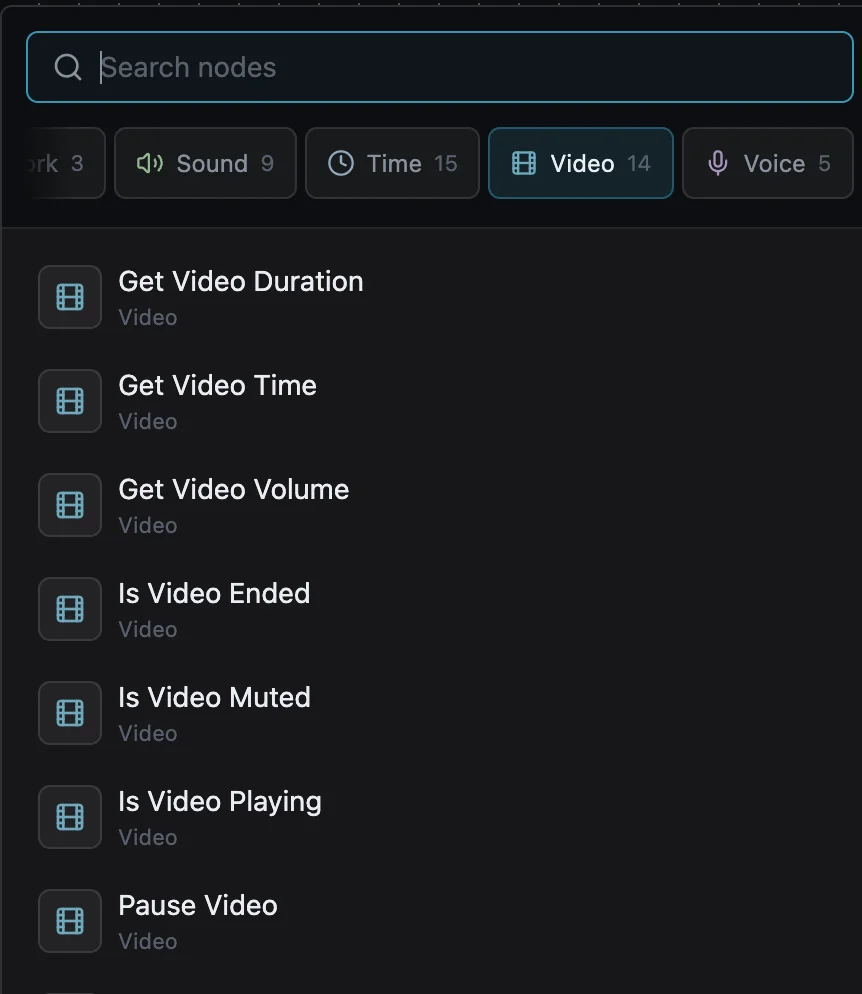 Search nodes
3
Sound 9
Time 15
Video 14
Voice 5
Get Video Duration
Video
Get Video Time
Video
Get Video Volume
Video
Is Video Ended
Video
Is Video Muted
Video
Is Video Playing
Video
Pause Video
Video